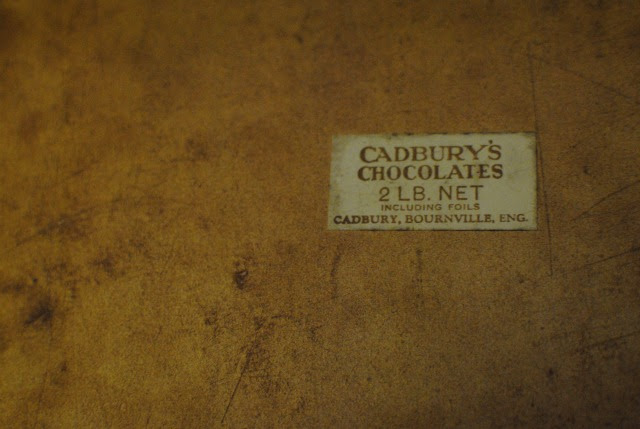 CADBURY'S
CHOCOLATES
2 LB. NET
INCLUDING FOILS
CADBURY, BOURNVILLE, ENG.